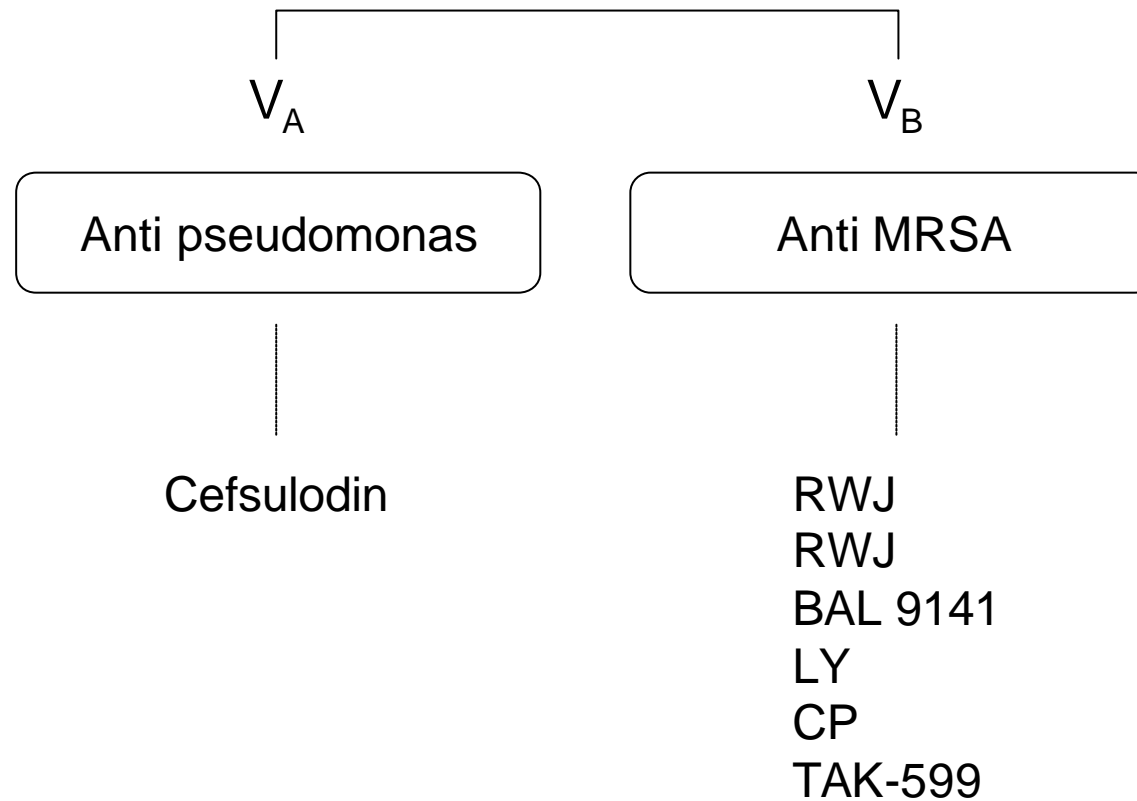 V_A
V_B
Anti pseudomonas
Anti MRSA
Cefsulodin
RWJ
RWJ
BAL 9141
LY
CP
TAK-599